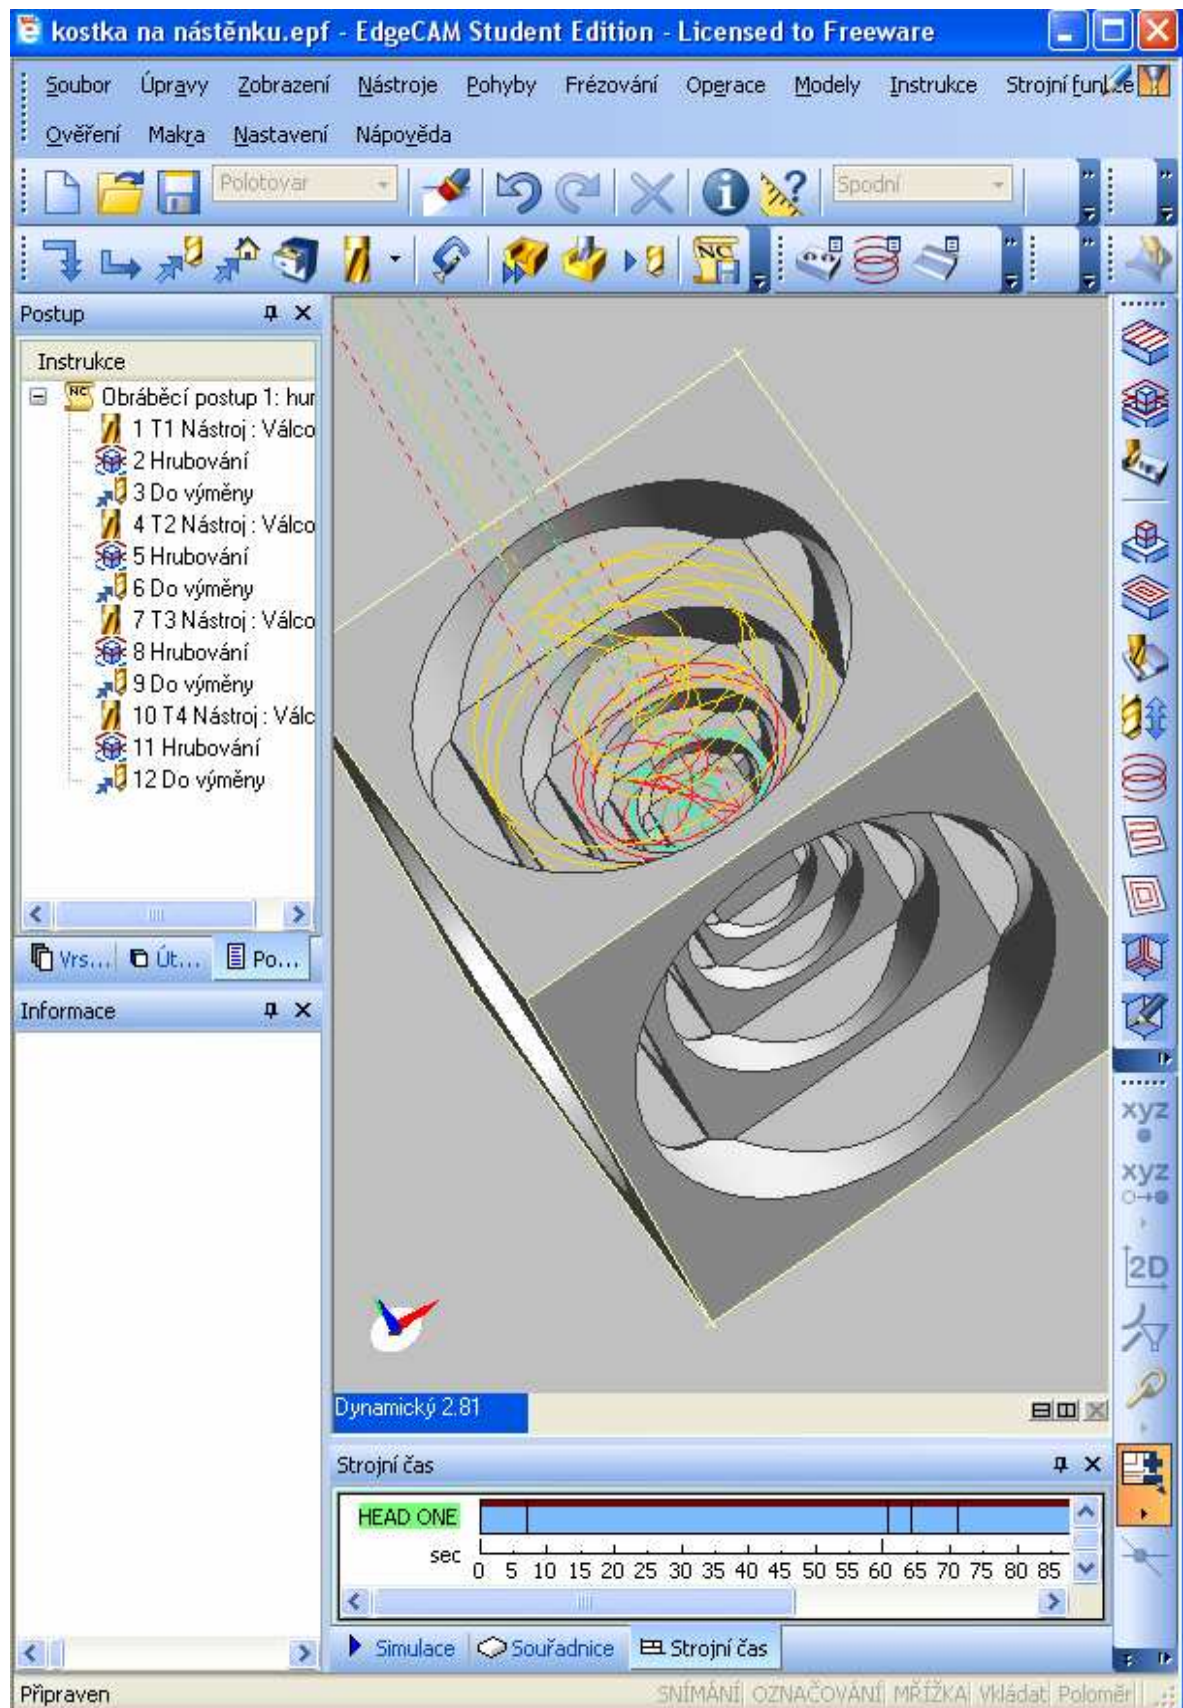 kostka na nástěnku.epf - EdgeCAM Student Edition - Licensed to Freeware
Soubor Úpravy Zobrazení Nástroje Pohyby Frézování Operace Modely Instrukce Strojní
Ověření Makra Nastavení Nápověda
Polotovar Spodní
NC
Postup
Instrukce
NC Obráběcí postup 1: hur
1 T1 Nástroj : Válco
2 Hrubování
3 Do výměny
4 T2 Nástroj : Válco
5 Hrubování
6 Do výměny
7 T3 Nástroj : Válco
8 Hrubování
9 Do výměny
10 T4 Nástroj : Válc
11 Hrubování
12 Do výměny
Vrs... Út... Po...
Informace
xyz
xyz
2D
Dynamický 2.81
Strojní čas
HEAD ONE
sec
0 5 10 15 20 25 30 35 40 45 50 55 60 65 70 75 80 85
Simulace Souřadnice Strojní čas
Připraven SNÍMÁNÍ OZNAČOVÁNÍ MŘÍŽKA Vkládat Poloměr